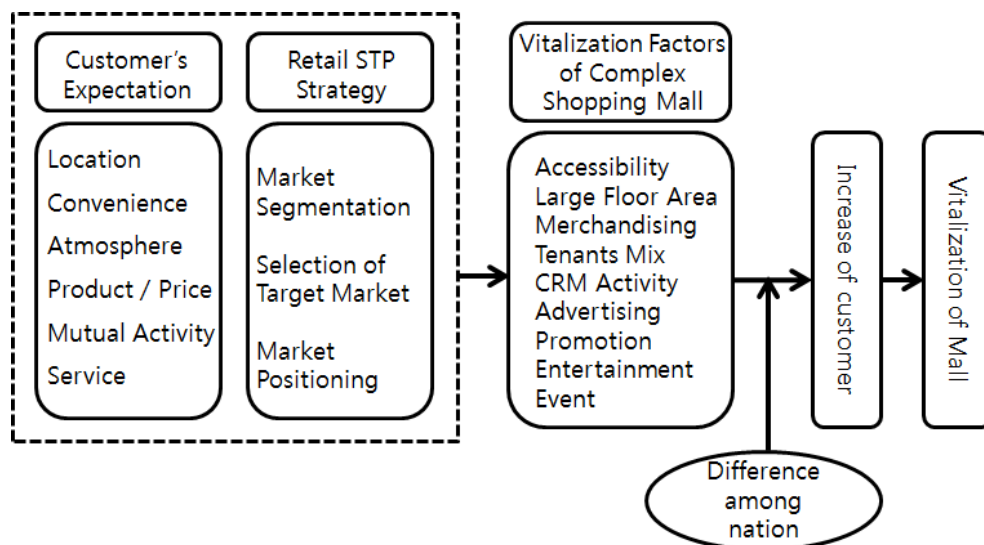 Customer's
Expectation
Location
Convenience
Atmosphere
Product / Price
Mutual Activity
Service
Retail STP
Strategy
Market
Segmentation
Selection of
Target Market
Market
Positioning
Vitalization Factors
of Complex
Shopping Mall
Accessibility
Large Floor Area
Merchandising
Tenants Mix
CRM Activity
Advertising
Promotion
Entertainment
Event
Difference
among
nation
Increase of
customer
Vitalization of
Mall